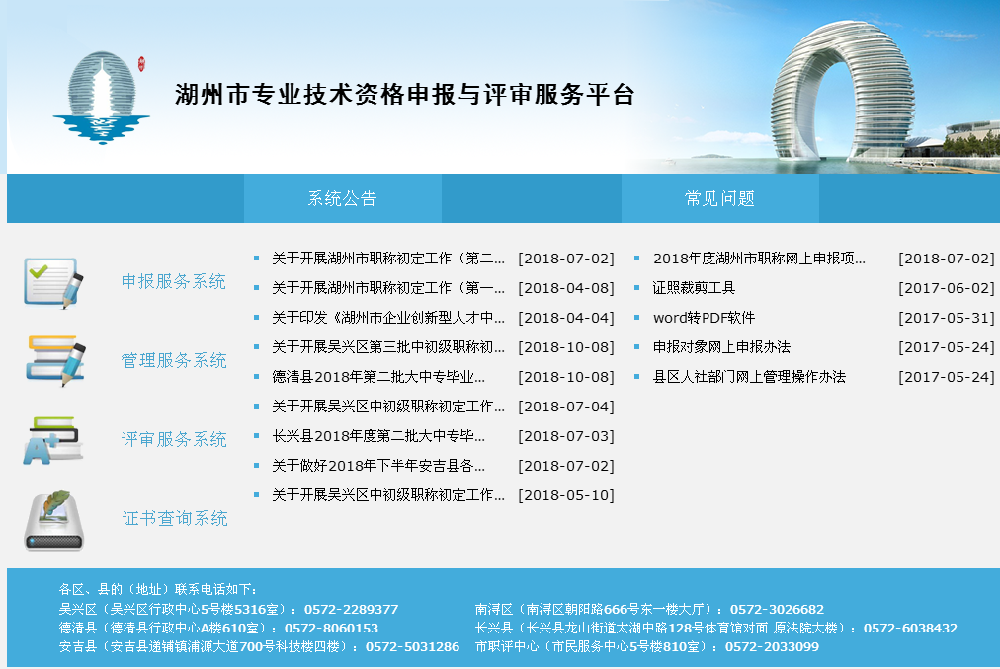 湖州市专业技术资格申报与评审服务平台
系统公告
常见问题
申报服务系统
管理服务系统
评审服务系统
证书查询系统
关于开展湖州市职称初定工作（第二... [2018-07-02]
关于开展湖州市职称初定工作（第一... [2018-04-08]
关于印发《湖州市企业创新型人才中... [2018-04-04]
关于开展吴兴区第三批中初级职称初... [2018-10-08]
德清县2018年第二批大中专毕业... [2018-10-08]
关于开展吴兴区中初级职称初定工作... [2018-07-04]
长兴县2018年度第二批大中专毕... [2018-07-03]
关于做好2018年下半年安吉县各... [2018-07-02]
关于开展吴兴区中初级职称初定工作... [2018-05-10]
2018年度湖州市职称网上申报项... [2018-07-02]
证照裁剪工具 [2017-06-02]
word转PDF软件 [2017-05-31]
申报对象网上申报办法 [2017-05-24]
县区人社部门网上管理操作办法 [2017-05-24]
各区、县的（地址）联系电话如下：
吴兴区（吴兴区行政中心5号楼5316室）：0572-2289377 南浔区（南浔区朝阳路666号东一楼大厅）：0572-3026682
德清县（德清县行政中心A楼610室）：0572-8060153 长兴县（长兴县龙山街道太湖中路128号体育馆对面 原法院大楼）：0572-6038432
安吉县（安吉县递铺镇浦源大道700号科技楼四楼）：0572-5031286 市职评中心（市民服务中心5号楼810室）：0572-2033099